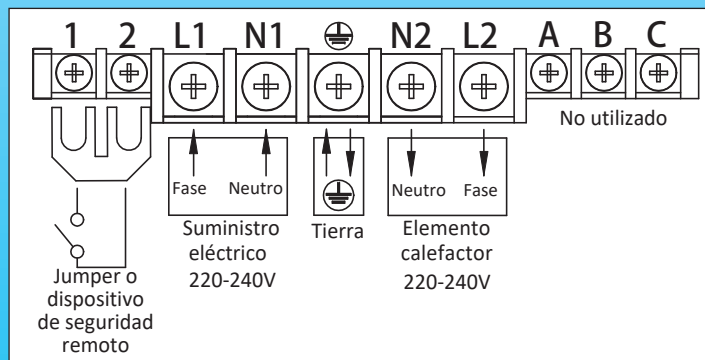 1 2 L1 N1 N2 L2 A B C
No utilizado
Fase Neutro Neutro Fase
Suministro
eléctrico
220-240V
Tierra
Elemento
calefactor
220-240V
Jumper o
dispositivo
de seguridad
remoto